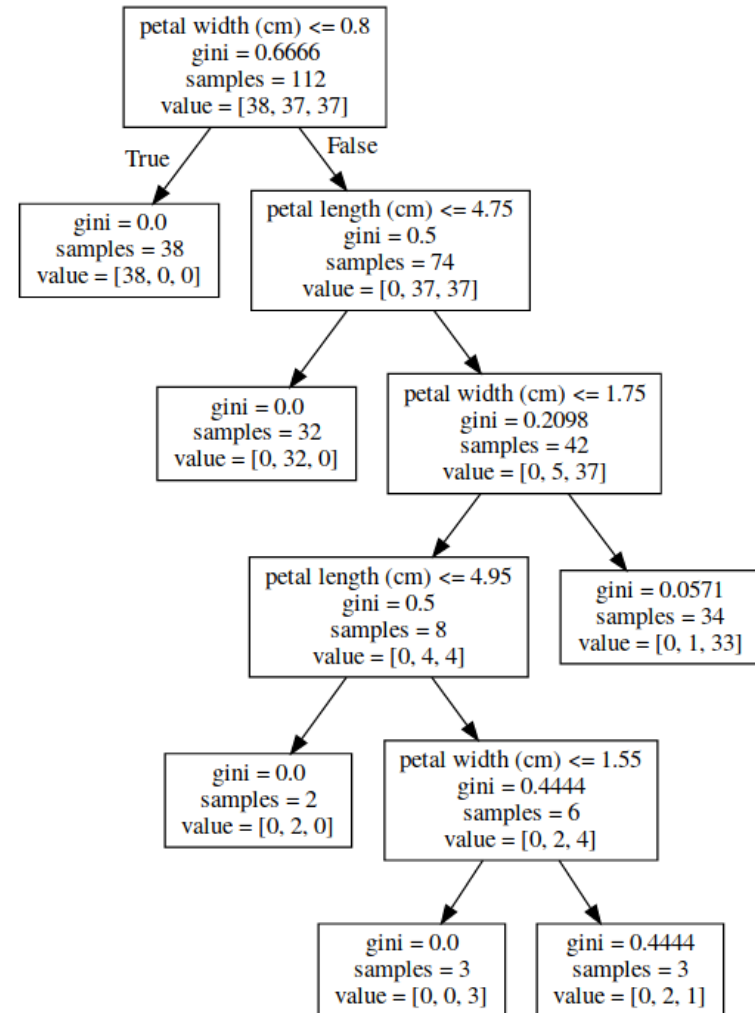 petal width (cm) <= 0.8
gini = 0.6666
samples = 112
value = [38, 37, 37]
True
False
gini = 0.0
samples = 38
value = [38, 0, 0]
petal length (cm) <= 4.75
gini = 0.5
samples = 74
value = [0, 37, 37]
gini = 0.0
samples = 32
value = [0, 32, 0]
petal width (cm) <= 1.75
gini = 0.2098
samples = 42
value = [0, 5, 37]
petal length (cm) <= 4.95
gini = 0.5
samples = 8
value = [0, 4, 4]
gini = 0.0571
samples = 34
value = [0, 1, 33]
gini = 0.0
samples = 2
value = [0, 2, 0]
petal width (cm) <= 1.55
gini = 0.4444
samples = 6
value = [0, 2, 4]
gini = 0.0
samples = 3
value = [0, 0, 3]
gini = 0.4444
samples = 3
value = [0, 2, 1]